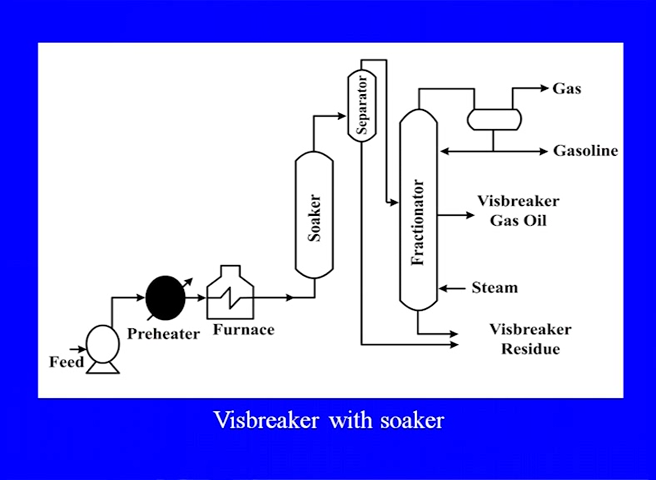 Feed
Preheater
Furnace
Soaker
Separator
Fractionator
Gas
Gasoline
Visbreaker
Gas Oil
Steam
Visbreaker
Residue
Visbreaker with soaker